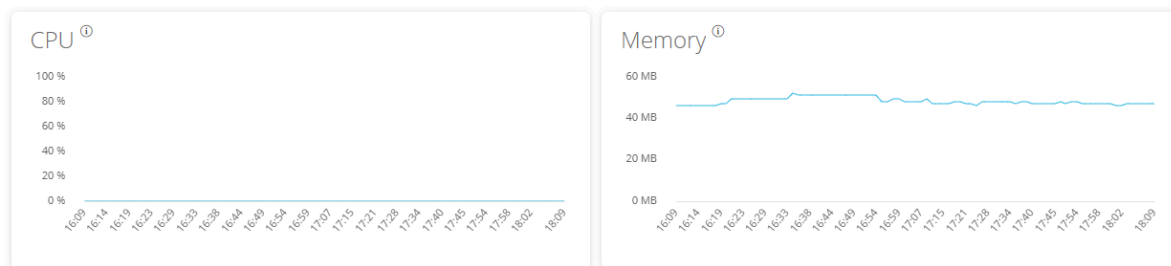 CPU ⓘ
100 %
80 %
60 %
40 %
20 %
0 %
16:09 16:14 16:19 16:23 16:29 16:33 16:38 16:44 16:49 16:54 16:59 17:07 17:15 17:21 17:28 17:34 17:40 17:45 17:54 17:58 18:02 18:09
Memory ⓘ
60 MB
40 MB
20 MB
0 MB
16:09 16:14 16:19 16:23 16:29 16:33 16:38 16:44 16:49 16:54 16:59 17:07 17:15 17:21 17:28 17:34 17:40 17:45 17:54 17:58 18:02 18:09